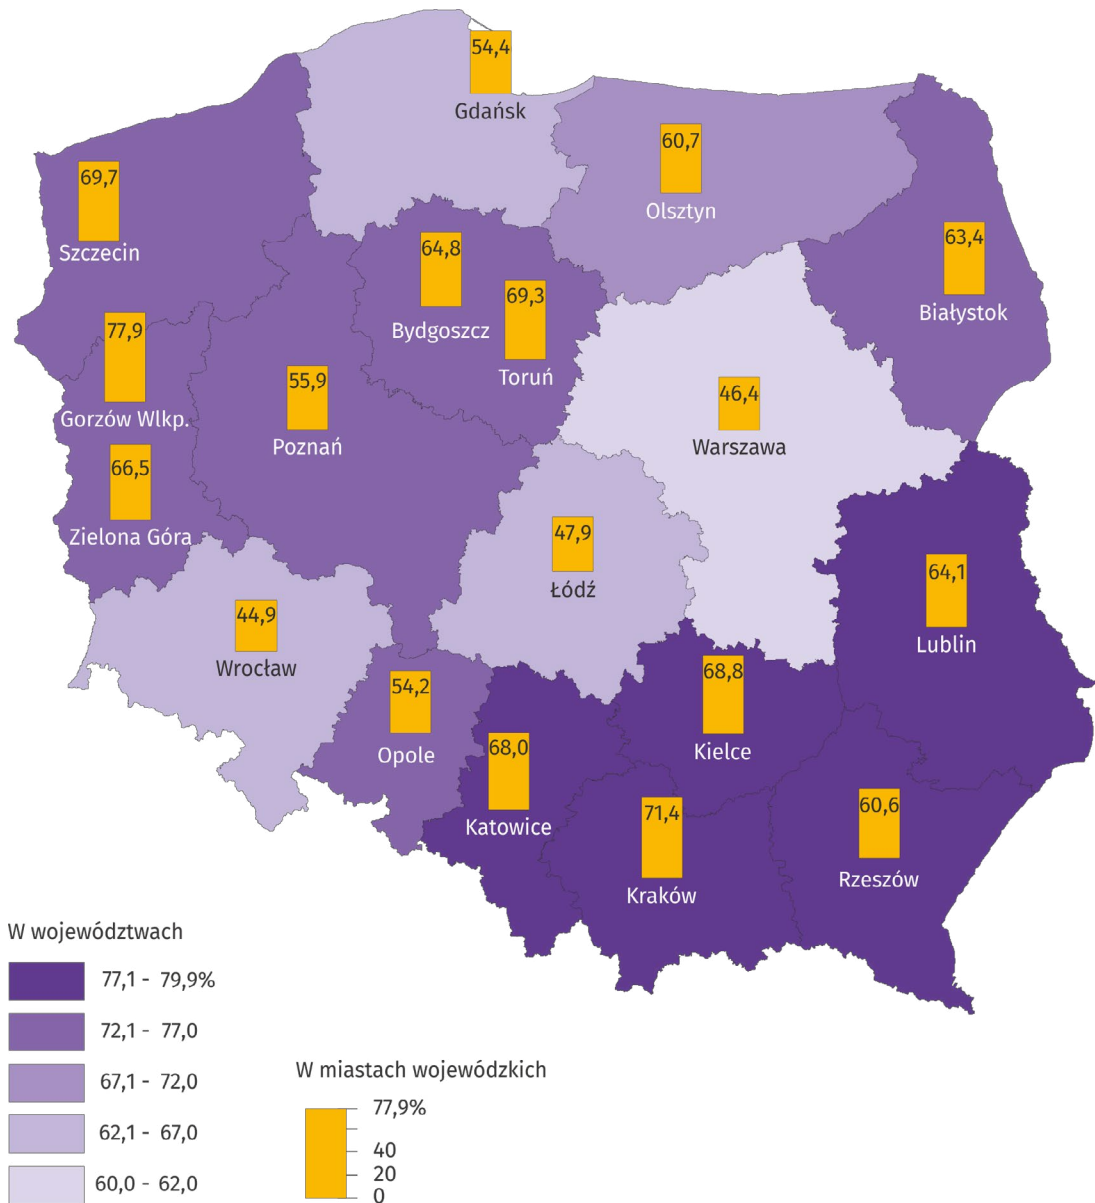 54,4
Gdańsk
60,7
Olsztyn
69,7
Szczecin
63,4
Białystok
64,8
Bydgoszcz
69,3
Toruń
77,9
Gorzów Wlkp.
55,9
Poznań
46,4
Warszawa
66,5
Zielona Góra
47,9
Łódź
64,1
Lublin
44,9
Wrocław
68,8
Kielce
54,2
Opole
68,0
Katowice
71,4
Kraków
60,6
Rzeszów
W województwach
77,1 - 79,9%
72,1 - 77,0
67,1 - 72,0
62,1 - 67,0
60,0 - 62,0
W miastach wojewódzkich
77,9%
40
20
0